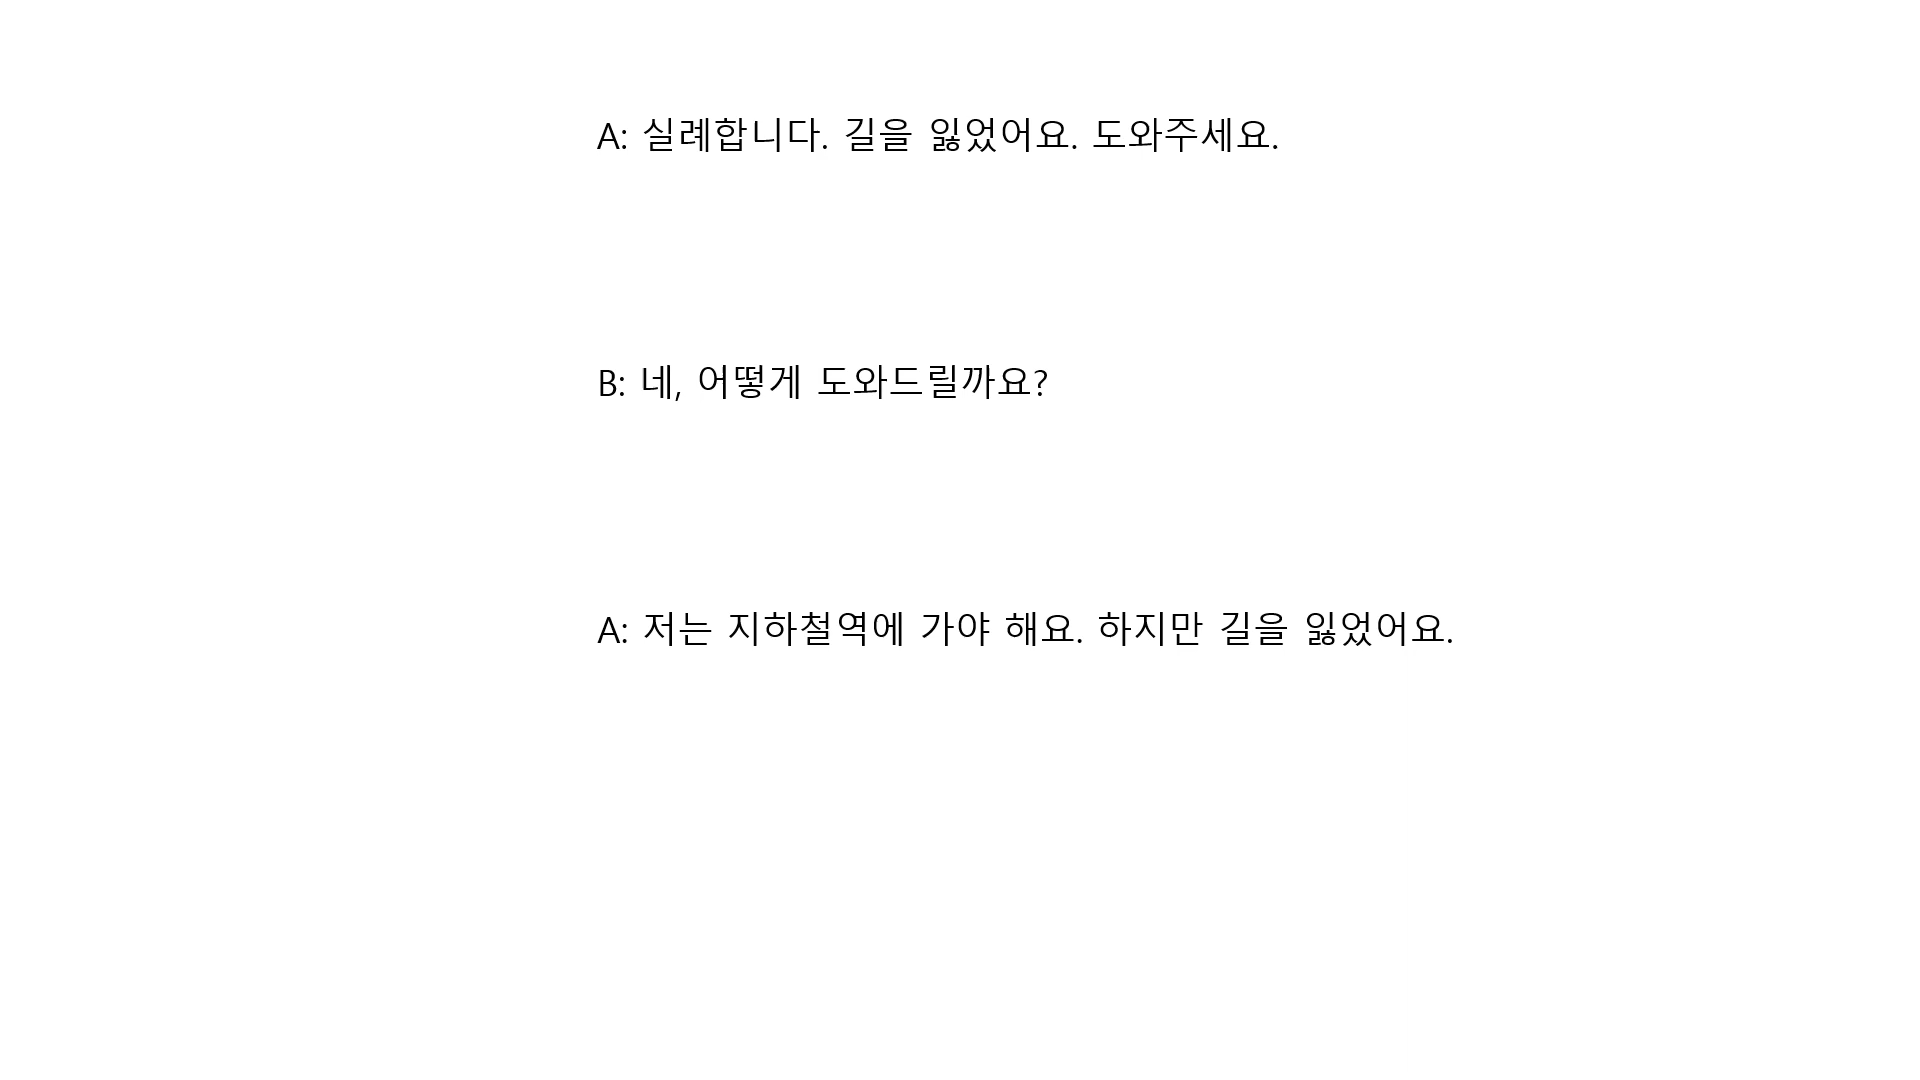 A: 실례합니다. 길을 잃었어요. 도와주세요.
B: 네, 어떻게 도와드릴까요?
A: 저는 지하철역에 가야 해요. 하지만 길을 잃었어요.